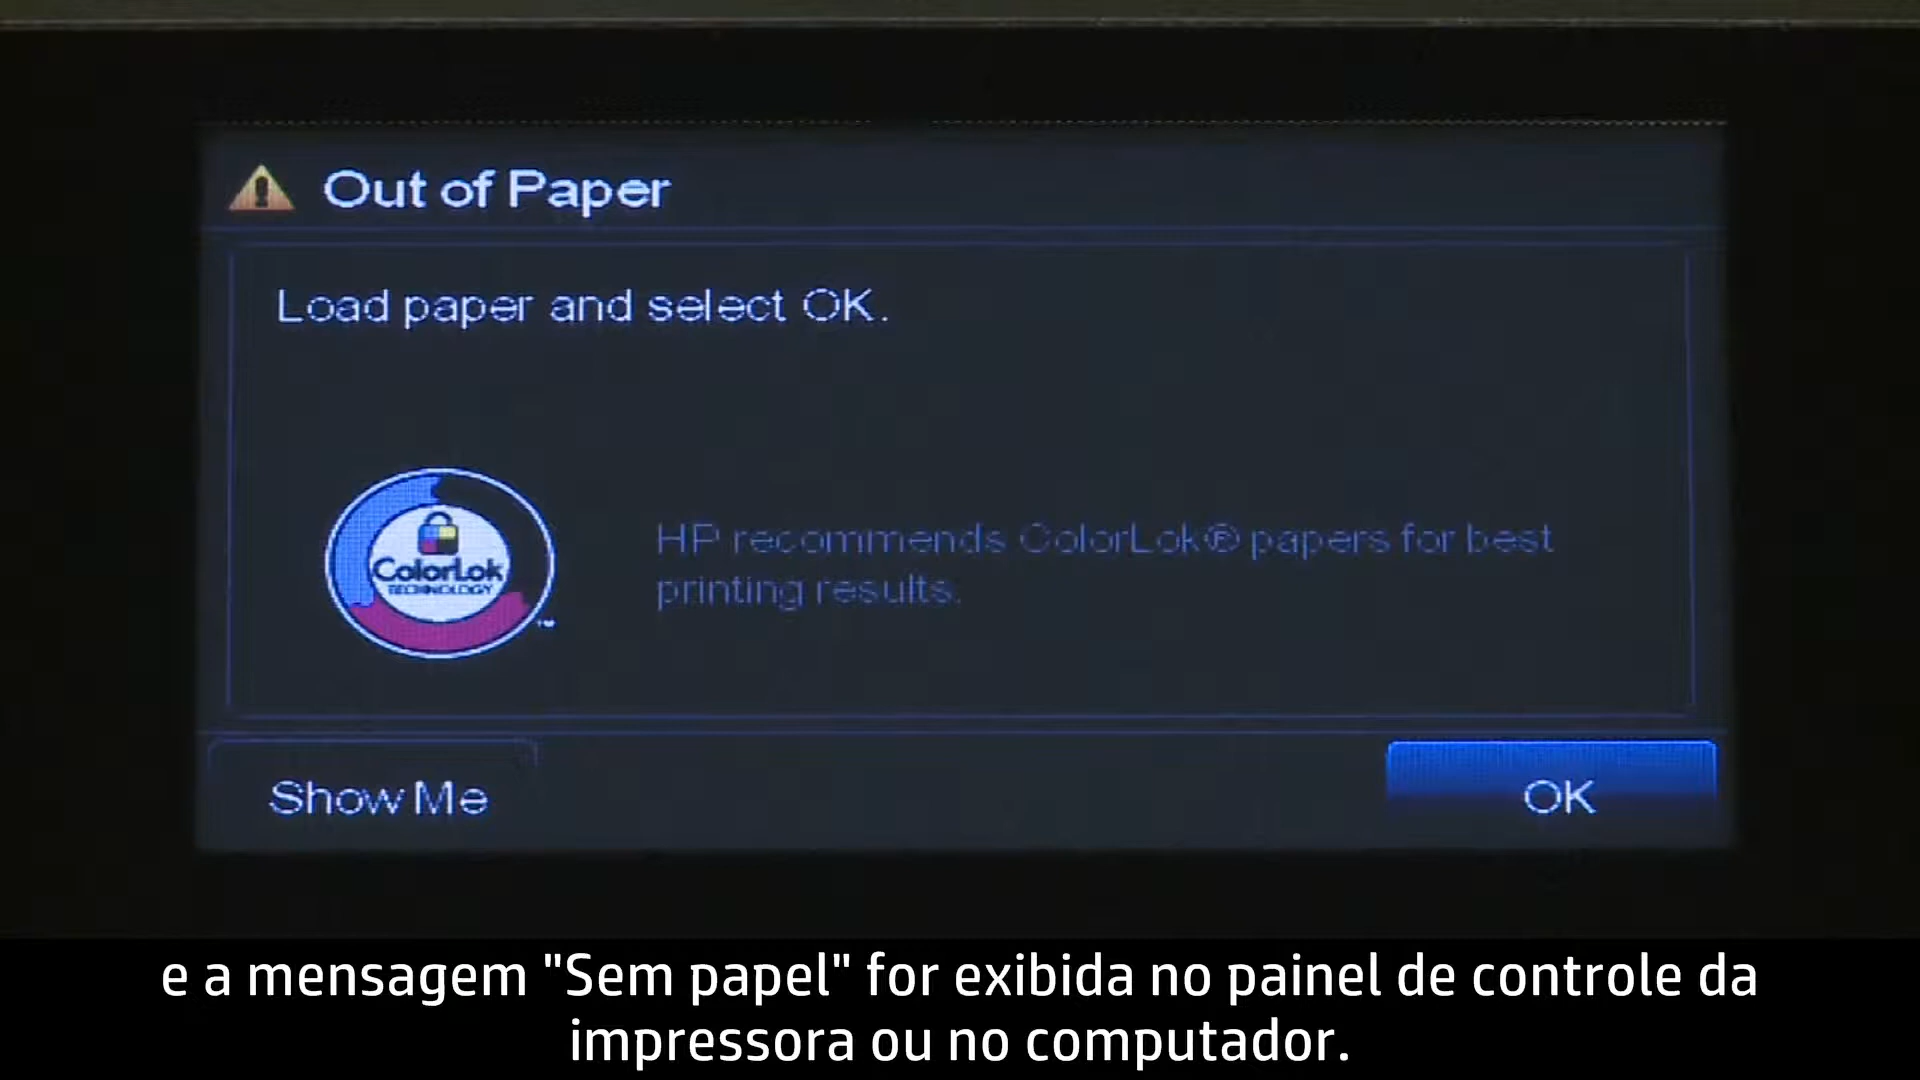 Out of Paper
Load paper and select OK.
ColorLok
TECHNOLOGY
™
HP recommends ColorLok® papers for best
printing results.
Show Me
OK
e a mensagem "Sem papel" for exibida no painel de controle da
impressora ou no computador.